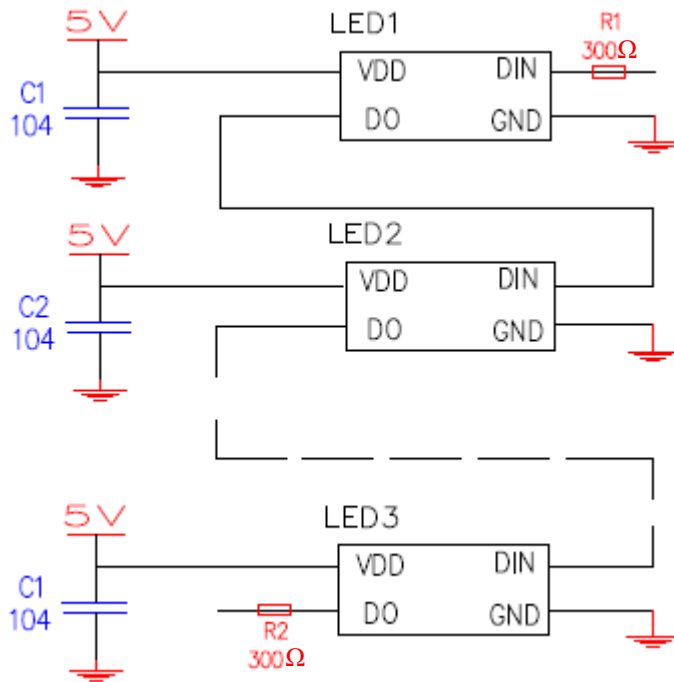 5V
LED1
R1
300Ω
C1
104
VDD DIN
DO GND
5V
LED2
C2
104
VDD DIN
DO GND
5V
LED3
C1
104
VDD DIN
DO GND
R2
300Ω